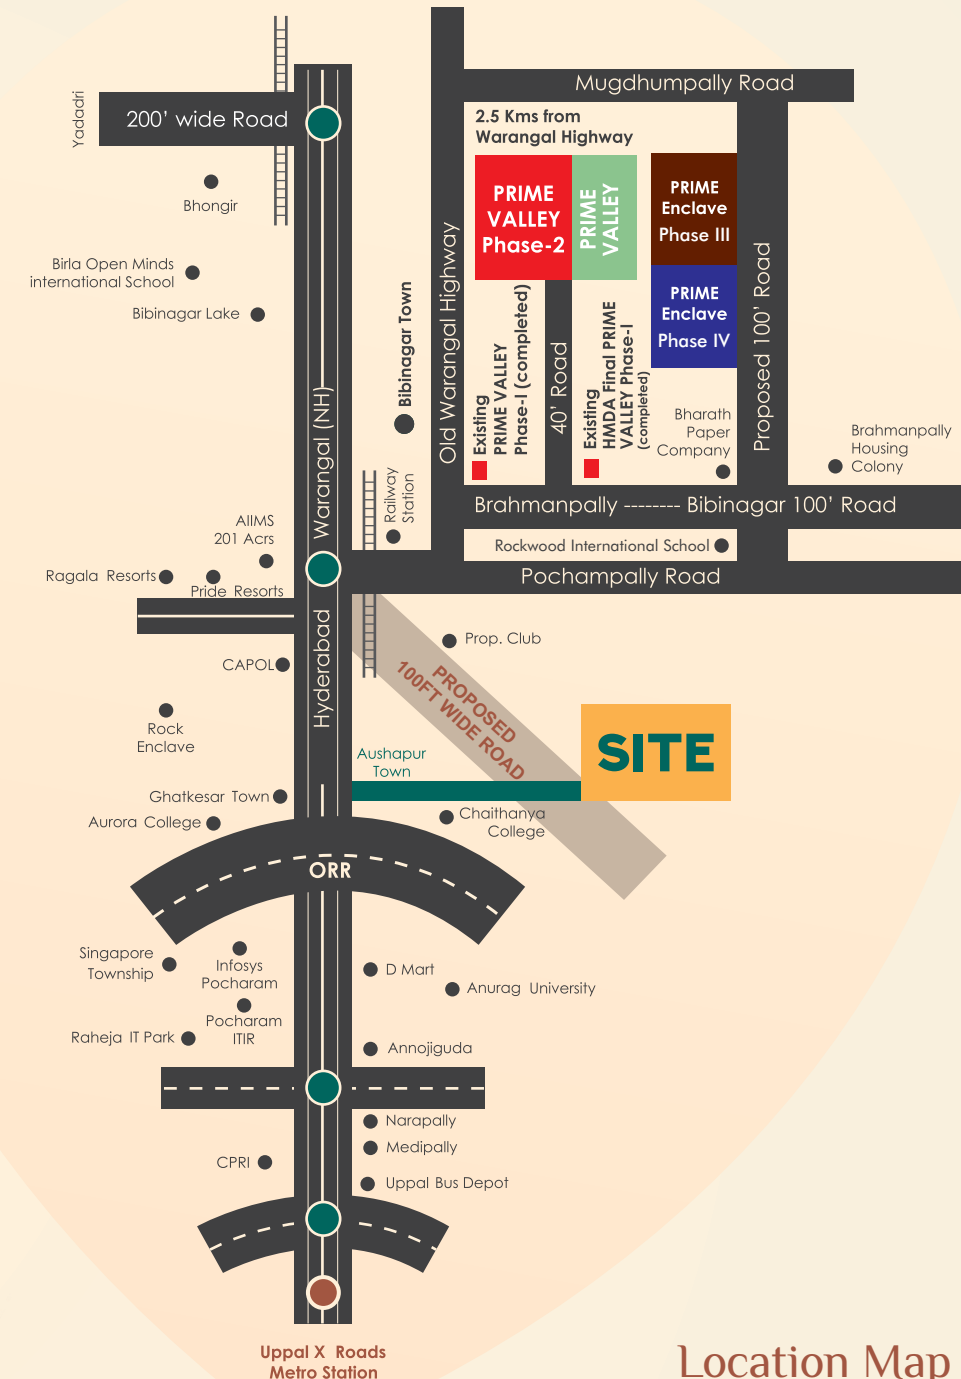 Mugdhumpally Road
Yadadri
200' wide Road
2.5 Kms from
Warangal Highway
PRIME
VALLEY
Phase-2
PRIME
VALLEY
PRIME
Enclave
Phase III
Bhongir
Birla Open Minds
international School
Bibinagar Lake
Bibinagar Town
Old Warangal Highway
PRIME
Enclave
Phase IV
Proposed 100' Road
Existing
PRIME VALLEY
Phase-I (completed)
40' Road
Existing
HMDA Final PRIME
VALLEY Phase-I
(completed)
Bharath
Paper
Company
Brahmanpally
Housing
Colony
Warangal (NH)
Railway
Station
Brahmanpally -------- Bibinagar 100' Road
AIIMS
201 Acrs
Rockwood International School
Ragala Resorts
Pride Resorts
Pochampally Road
Hyderabad
Prop. Club
CAPOL
PROPOSED
100FT WIDE ROAD
Rock
Enclave
Aushapur
Town
SITE
Ghatkesar Town
Aurora College
Chaithanya
College
ORR
Singapore
Township
Infosys
Pocharam
D Mart
Anurag University
Pocharam
ITIR
Raheja IT Park
Annojiguda
Narapally
Medipally
CPRI
Uppal Bus Depot
Uppal X Roads
Metro Station
Location Map